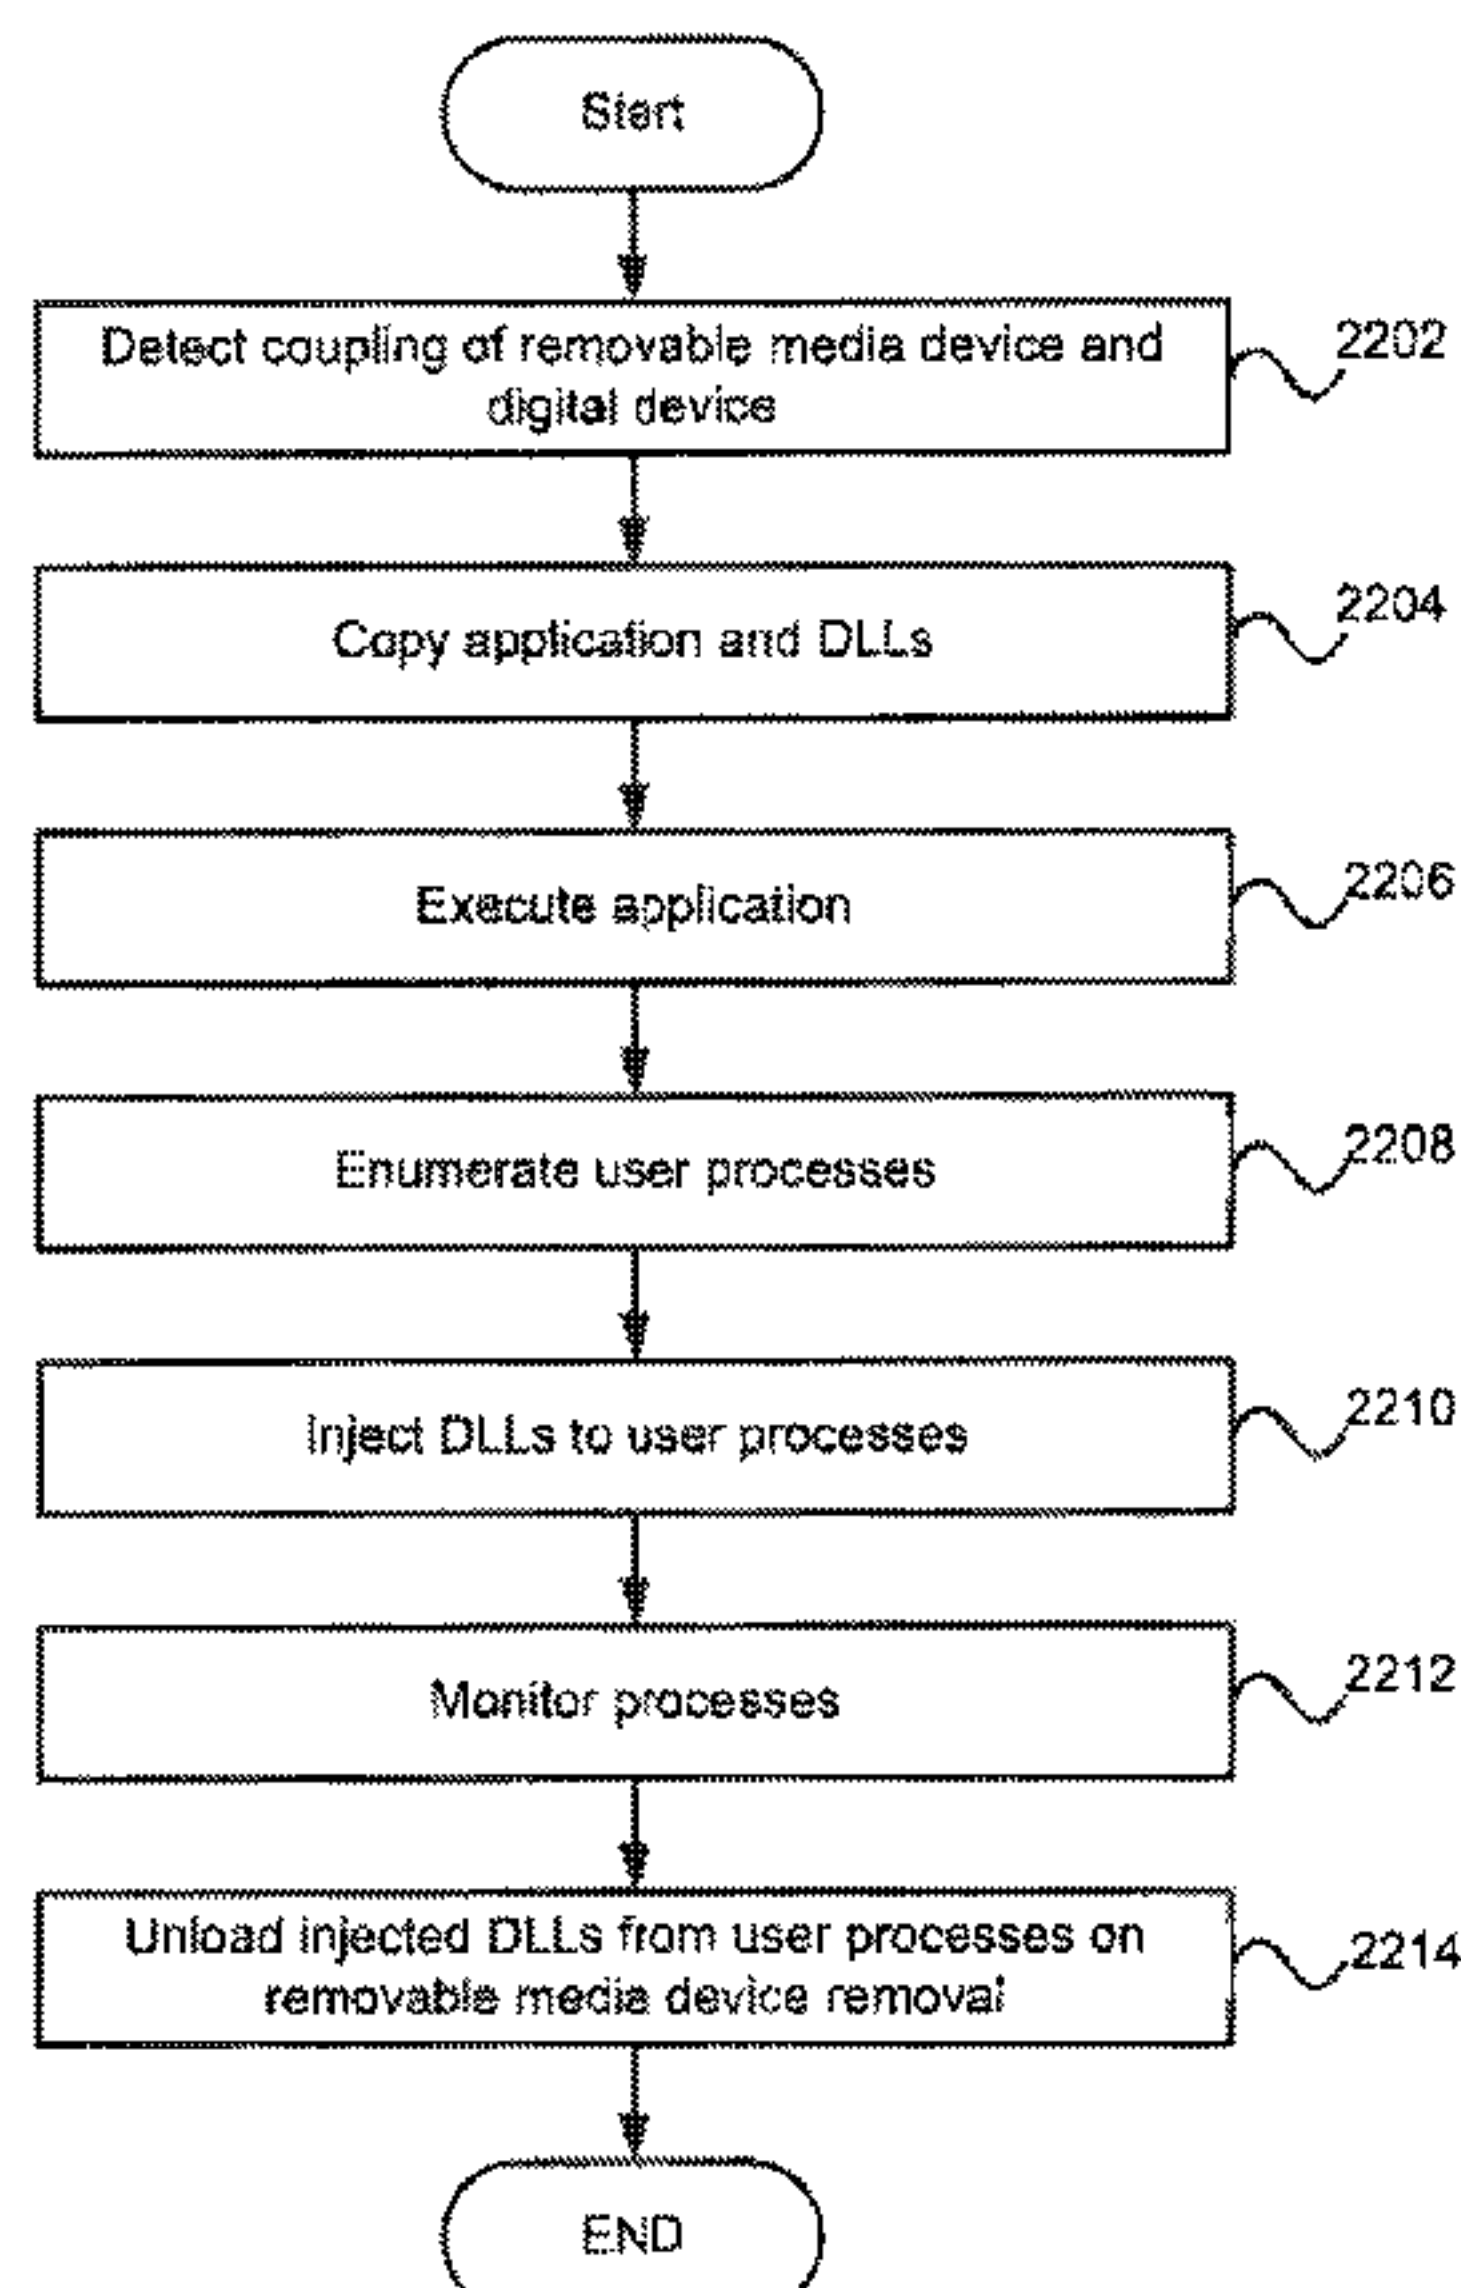 Start
Detect coupling of removable media device and
digital device
2202
Copy application and DLLs
2204
Execute application
2206
Enumerate user processes
2208
Inject DLLs to user processes
2210
Monitor processes
2212
Unload injected DLLs from user processes on
removable media device removal
2214
END